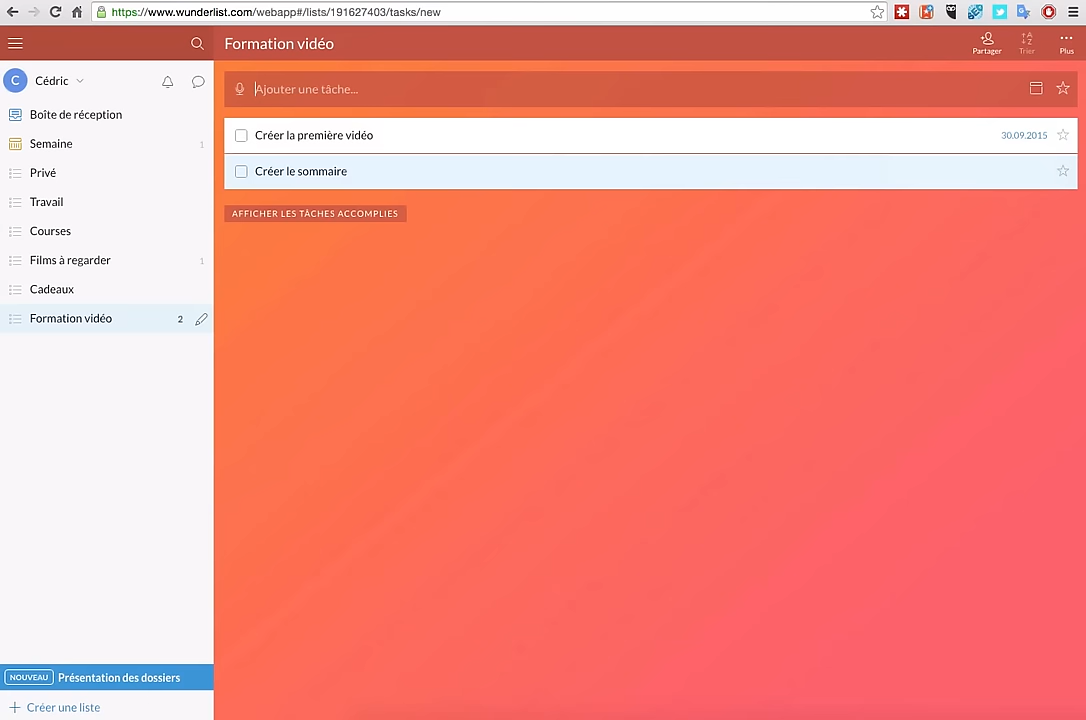 https://www.wunderlist.com/webapp#/lists/191627403/tasks/new
Formation vidéo
Partager
A
Z
Trier
Plus
C
Cédric
Ajouter une tâche...
Boîte de réception
Semaine 1
Privé
Travail
Courses
Films à regarder 1
Cadeaux
Formation vidéo 2
Créer la première vidéo 30.09.2015
Créer le sommaire
AFFICHER LES TÂCHES ACCOMPLIES
NOUVEAU Présentation des dossiers
Créer une liste